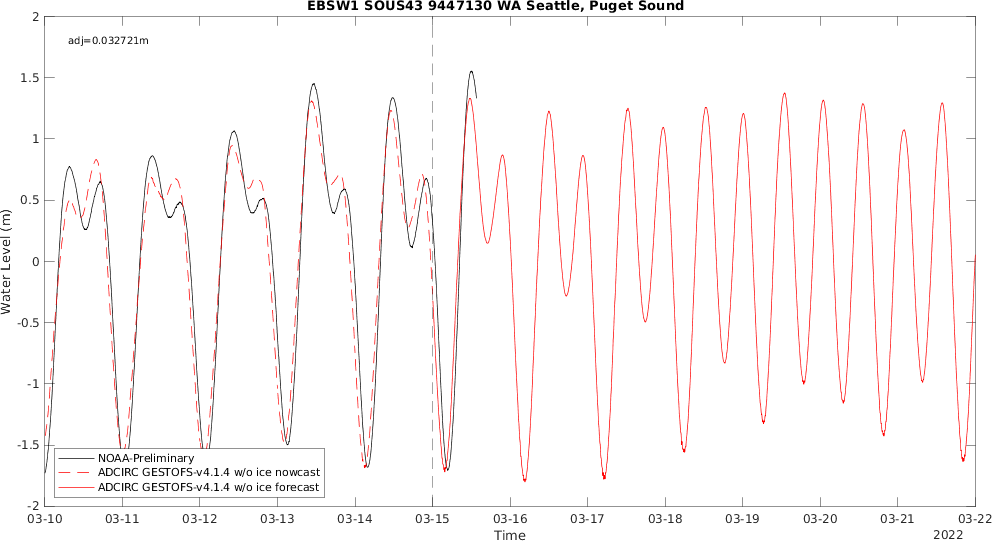 EBSW1 SOUS43 9447130 WA Seattle, Puget Sound
adj=0.032721m
2
1.5
1
0.5
0
-0.5
-1
-1.5
-2
Water Level (m)
NOAA-Preliminary
ADCIRC GESTOFS-v4.1.4 w/o ice nowcast
ADCIRC GESTOFS-v4.1.4 w/o ice forecast
03-10 03-11 03-12 03-13 03-14 03-15 03-16 03-17 03-18 03-19 03-20 03-21 03-22
Time
2022